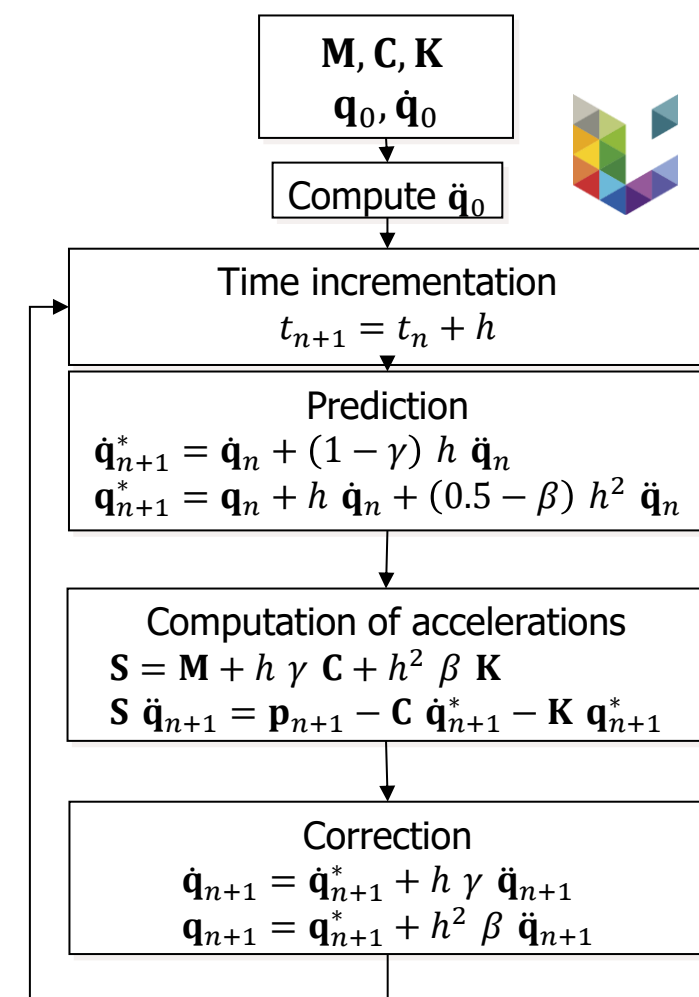 𝐌, 𝐂, 𝐊
𝐪₀, 𝐪̇₀
Compute 𝐪̈₀
Time incrementation
𝑡ₙ₊₁ = 𝑡ₙ + ℎ
Prediction
𝐪̇*ₙ₊₁ = 𝐪̇ₙ + (1 − 𝛾) ℎ 𝐪̈ₙ
𝐪*ₙ₊₁ = 𝐪ₙ + ℎ 𝐪̇ₙ + (0.5 − 𝛽) ℎ² 𝐪̈ₙ
Computation of accelerations
𝐒 = 𝐌 + ℎ 𝛾 𝐂 + ℎ² 𝛽 𝐊
𝐒 𝐪̈ₙ₊₁ = 𝐩ₙ₊₁ − 𝐂 𝐪̇*ₙ₊₁ − 𝐊 𝐪*ₙ₊₁
Correction
𝐪̇ₙ₊₁ = 𝐪̇*ₙ₊₁ + ℎ 𝛾 𝐪̈ₙ₊₁
𝐪ₙ₊₁ = 𝐪*ₙ₊₁ + ℎ² 𝛽 𝐪̈ₙ₊₁